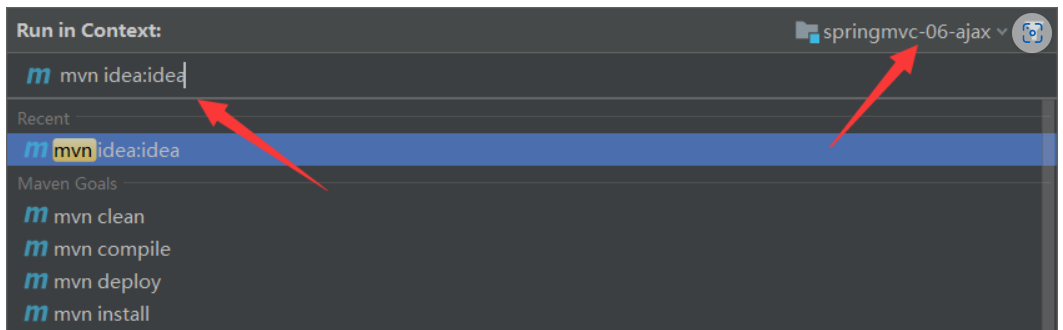 Run in Context:
springmvc-06-ajax
m mvn idea:idea
Recent
m mvn idea:idea
Maven Goals
m mvn clean
m mvn compile
m mvn deploy
m mvn install